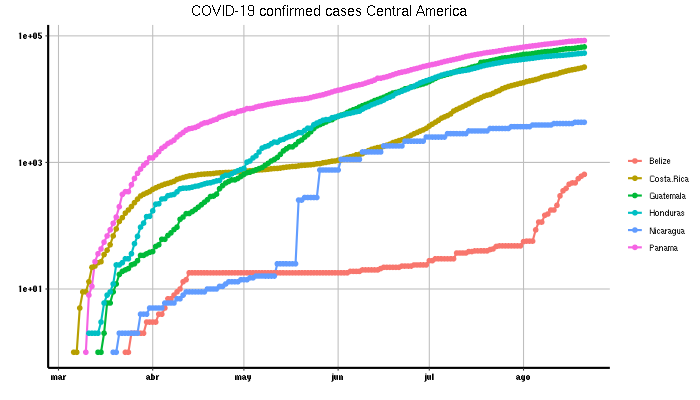 COVID-19 confirmed cases Central America
1e+05
1e+03
1e+01
mar abr may jun jul ago
Belize
Costa.Rica
Guatemala
Honduras
Nicaragua
Panama